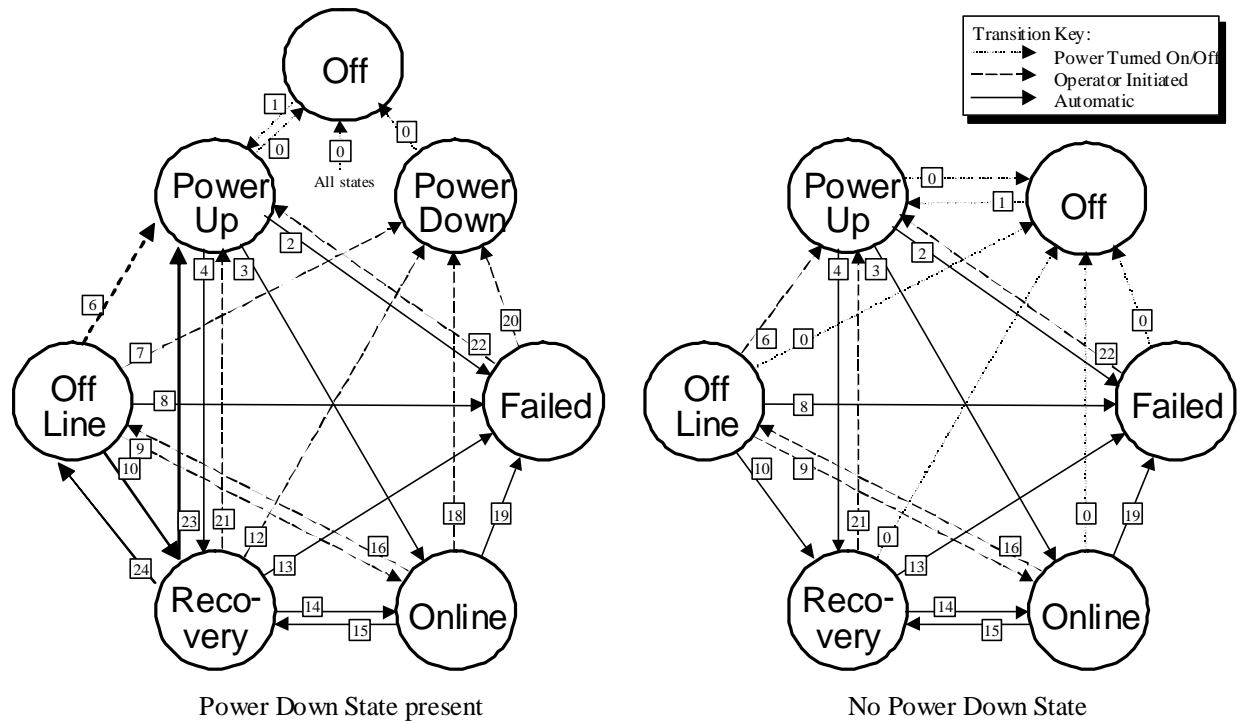 Off
1
0
0
0
All states
Power
Up
Power
Down
2
4
3
6
7
20
22
Off
Line
8
Failed
9
10
23
21
12
18
19
16
24
13
Reco-
very
14
15
Online
Power Down State present
Transition Key:
Power Turned On/Off
Operator Initiated
Automatic
Power
Up
0
1
Off
2
4
3
6
0
0
22
Off
Line
8
Failed
10
9
21
0
0
19
16
13
Reco-
very
14
15
Online
No Power Down State